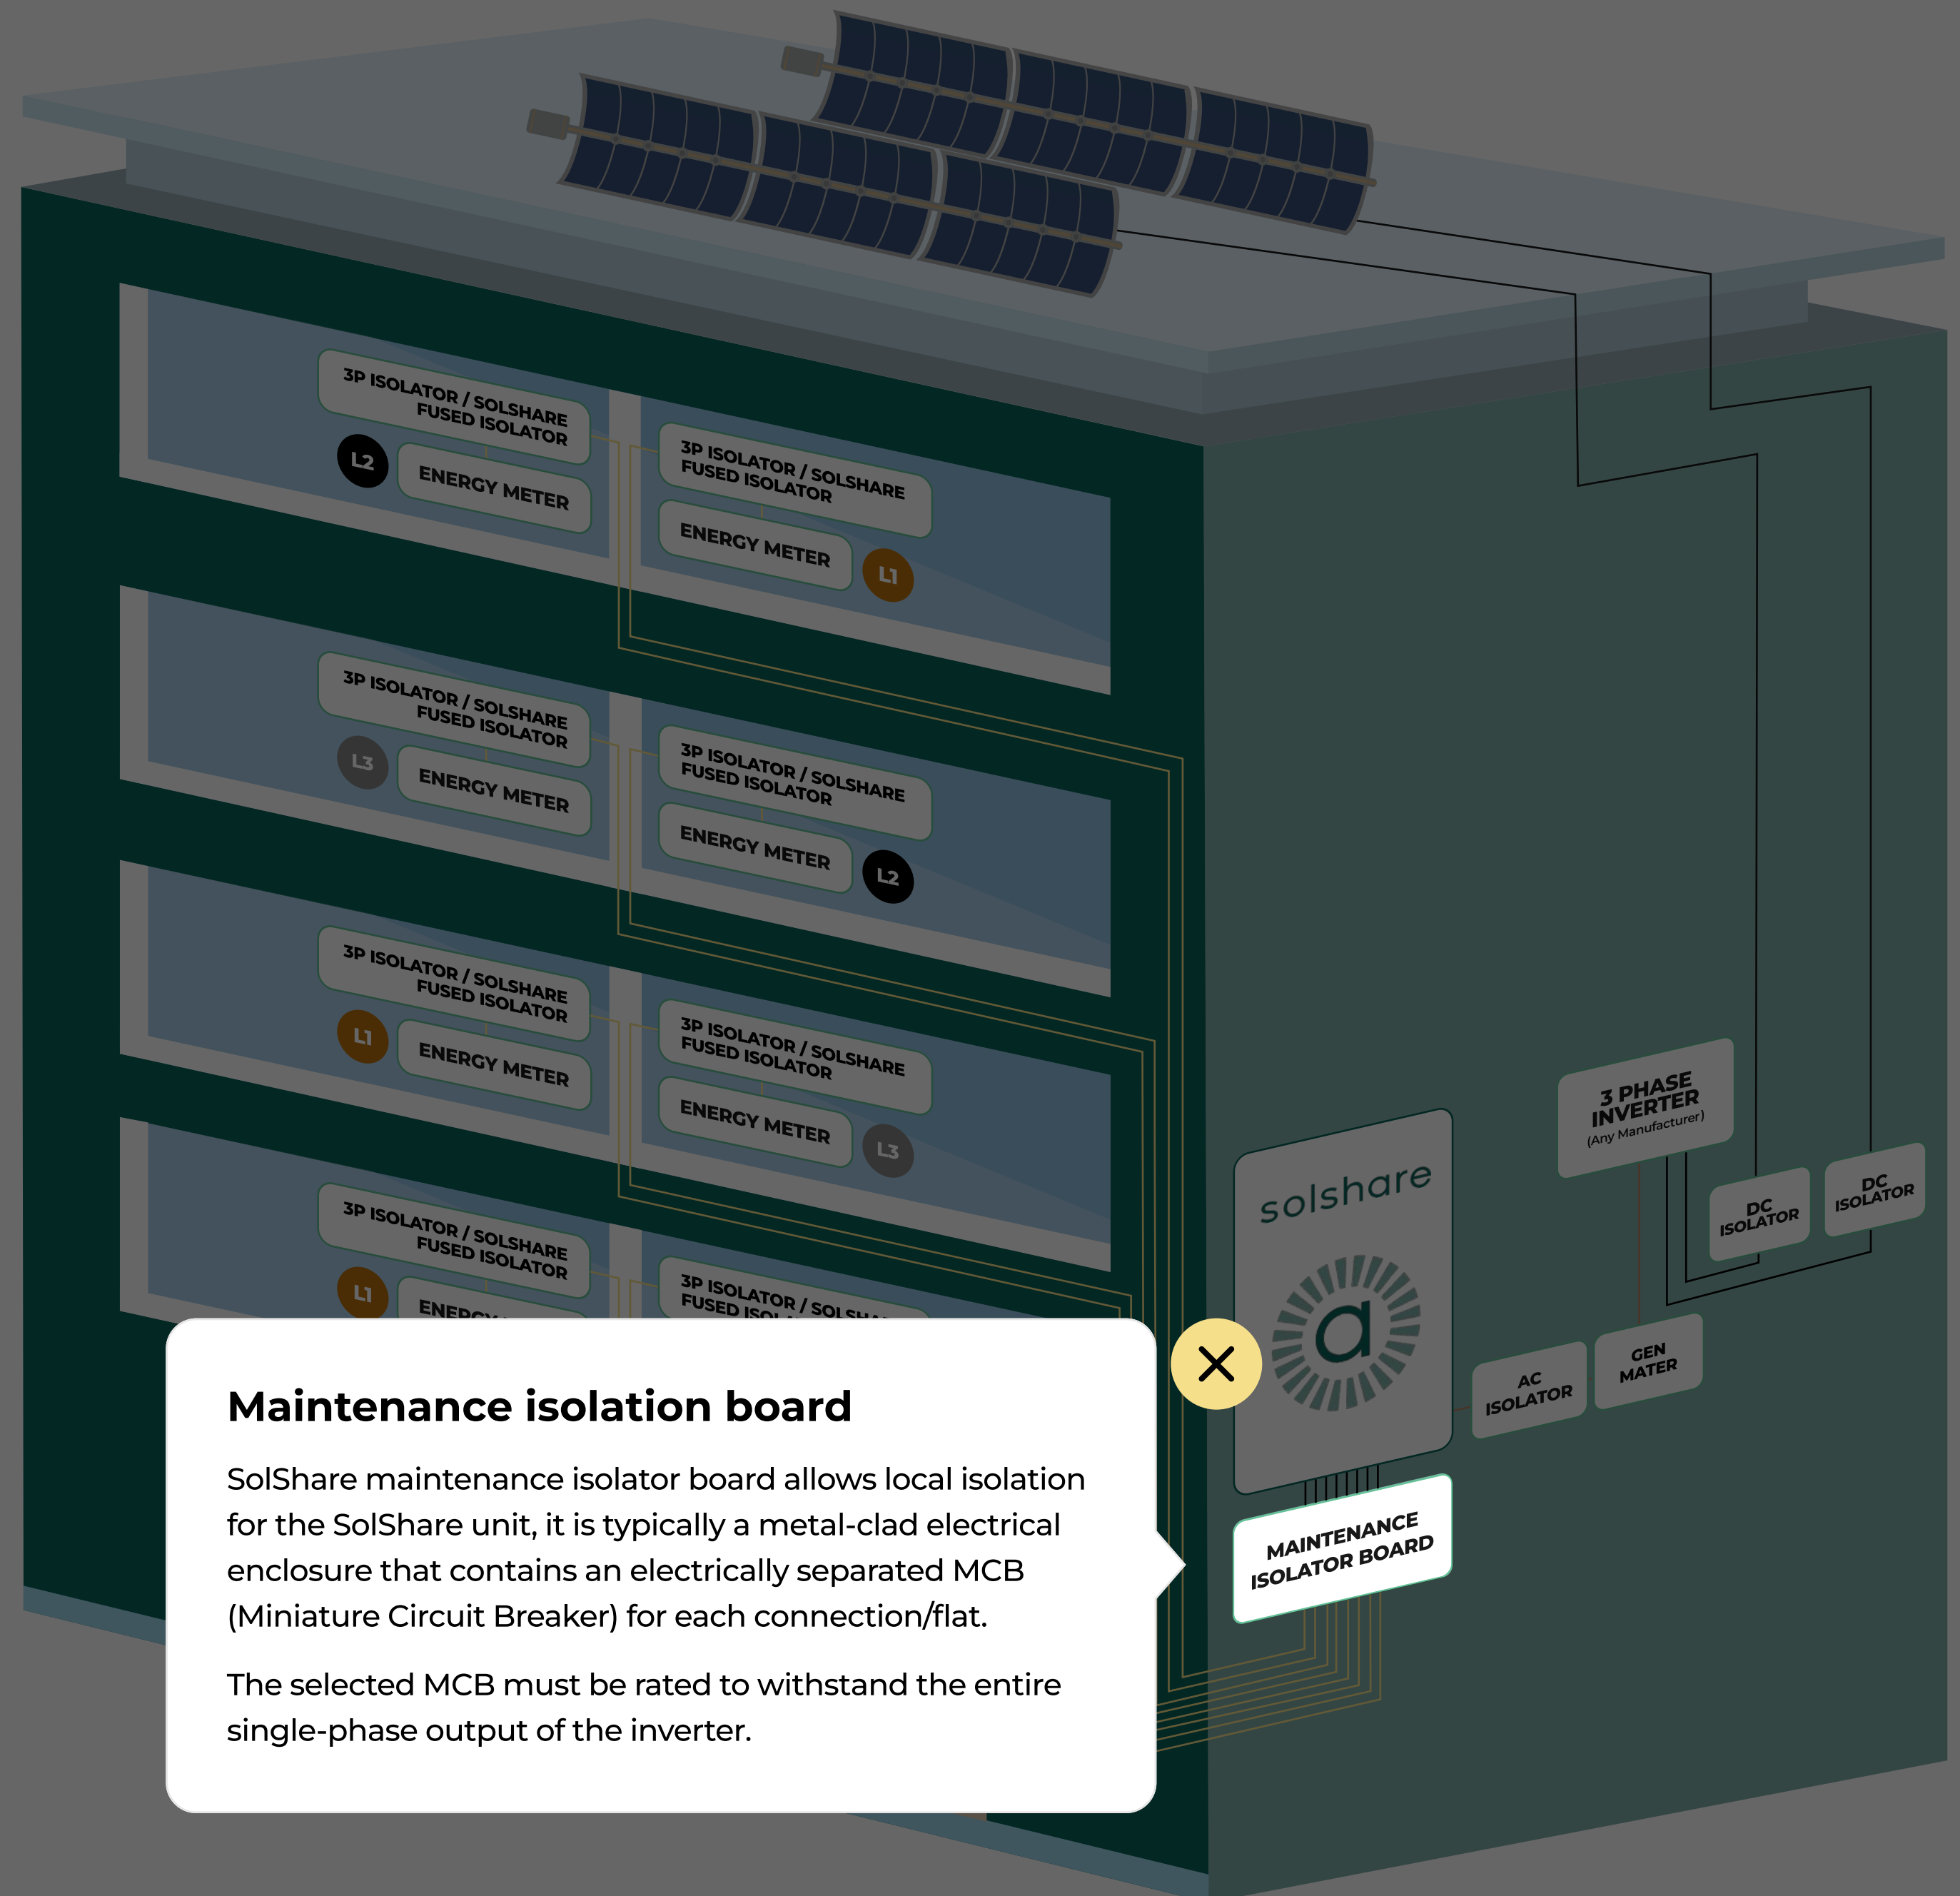 3P ISOLATOR / SOLSHARE
FUSED ISOLATOR
L2
ENERGY METER
3P ISOLATOR / SOLSHARE
FUSED ISOLATOR
ENERGY METER
L1
3P ISOLATOR / SOLSHARE
FUSED ISOLATOR
L3
ENERGY METER
3P ISOLATOR / SOLSHARE
FUSED ISOLATOR
ENERGY METER
L2
3P ISOLATOR / SOLSHARE
FUSED ISOLATOR
L1
ENERGY METER
3P ISOLATOR / SOLSHARE
FUSED ISOLATOR
ENERGY METER
L3
3P ISOLATOR / SOLSHARE
FUSED ISOLATOR
L1
ENERGY
3P ISOLATOR / SOLSHARE
FUSED ISOLATOR
3 PHASE
INVERTER
(Any Manufacturer)
DC
ISOLATOR
DC
ISOLATOR
solshare
a
GEN
MATER
AC
ISOLATOR
MAINTENANCE
ISOLATOR BOARD
Maintenance isolation board
SolShare maintenance isolator board allows local isolation
for the SolShare unit, it is typically a metal-clad electrical
enclosure that contains an electrically separated MCB
(Miniature Circuit Breaker) for each connection/flat.
The selected MCB must be rated to withstand the entire
single-phase output of the inverter.